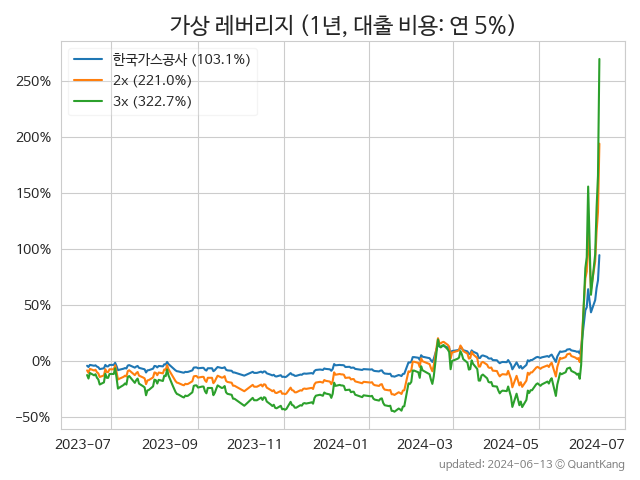 가상 레버리지 (1년, 대출 비용: 연 5%)
한국가스공사 (103.1%)
2x (221.0%)
3x (322.7%)
250%
200%
150%
100%
50%
0%
−50%
2023-07 2023-09 2023-11 2024-01 2024-03 2024-05 2024-07
updated: 2024-06-13 © QuantKang